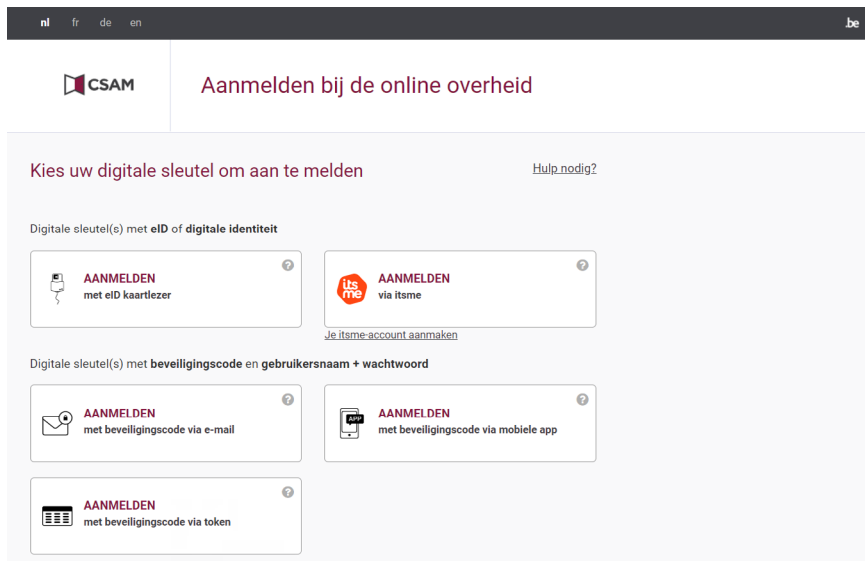 nl fr de en .be
CSAM
Aanmelden bij de online overheid
Kies uw digitale sleutel om aan te melden
Hulp nodig?
Digitale sleutel(s) met eID of digitale identiteit
?
AANMELDEN
met eID kaartlezer
?
its
me
AANMELDEN
via itsme
Je itsme-account aanmaken
Digitale sleutel(s) met beveiligingscode en gebruikersnaam + wachtwoord
?
AANMELDEN
met beveiligingscode via e-mail
?
APP
AANMELDEN
met beveiligingscode via mobiele app
?
AANMELDEN
met beveiligingscode via token